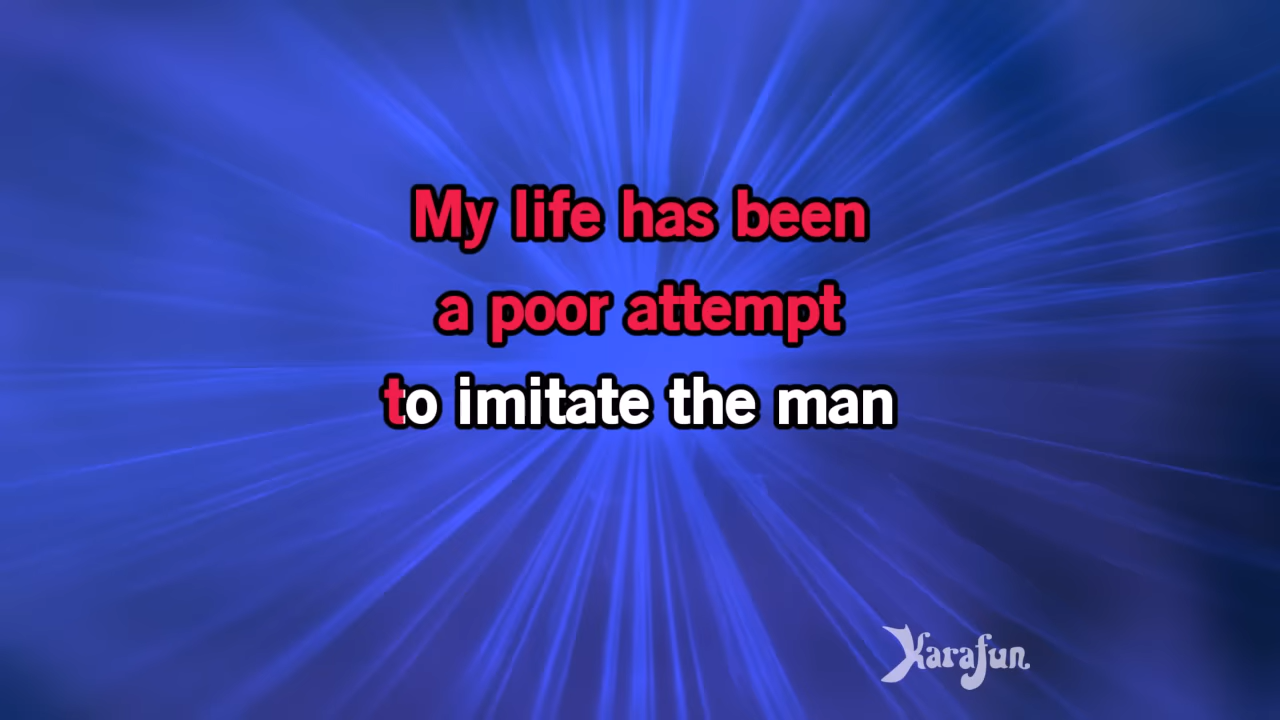 My life has been
a poor attempt
to imitate the man
Karafun